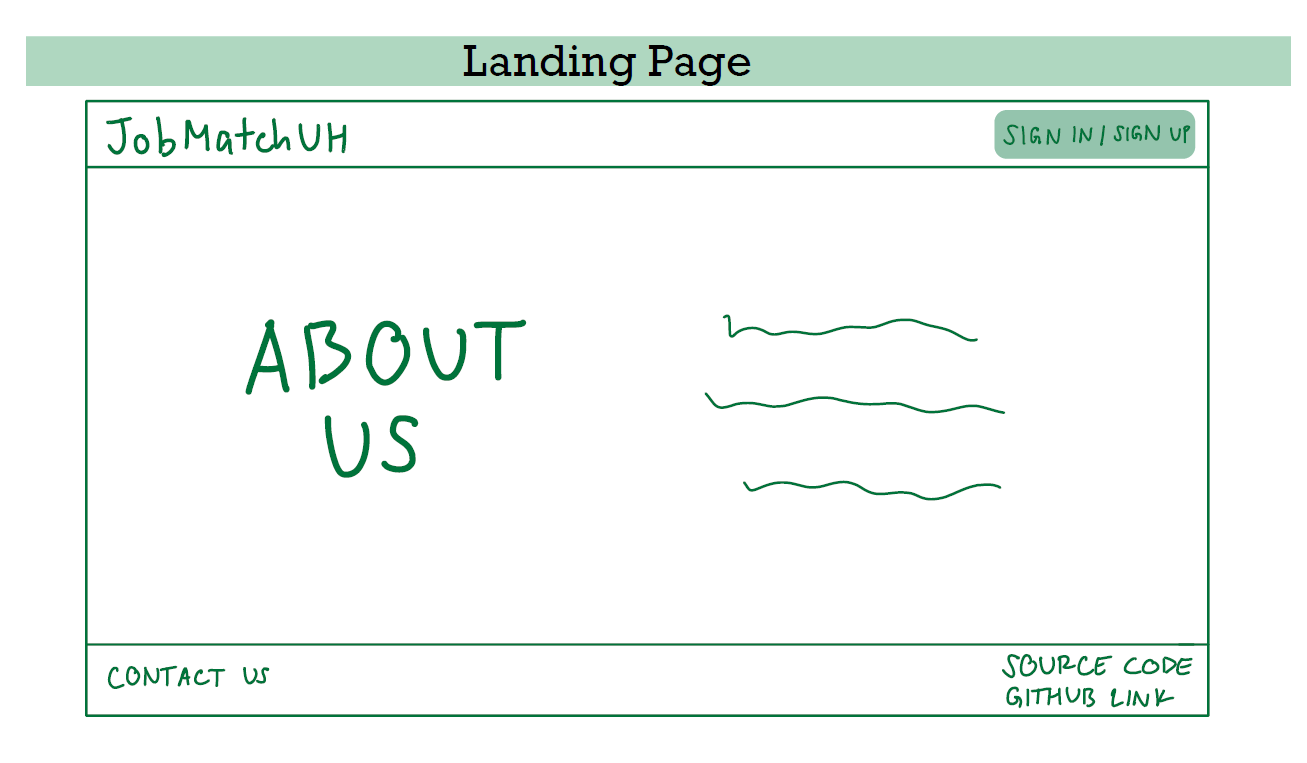 Landing Page
JobMatchUH
SIGN IN / SIGN UP
ABOUT
US
CONTACT US
SOURCE CODE
GITHUB LINK